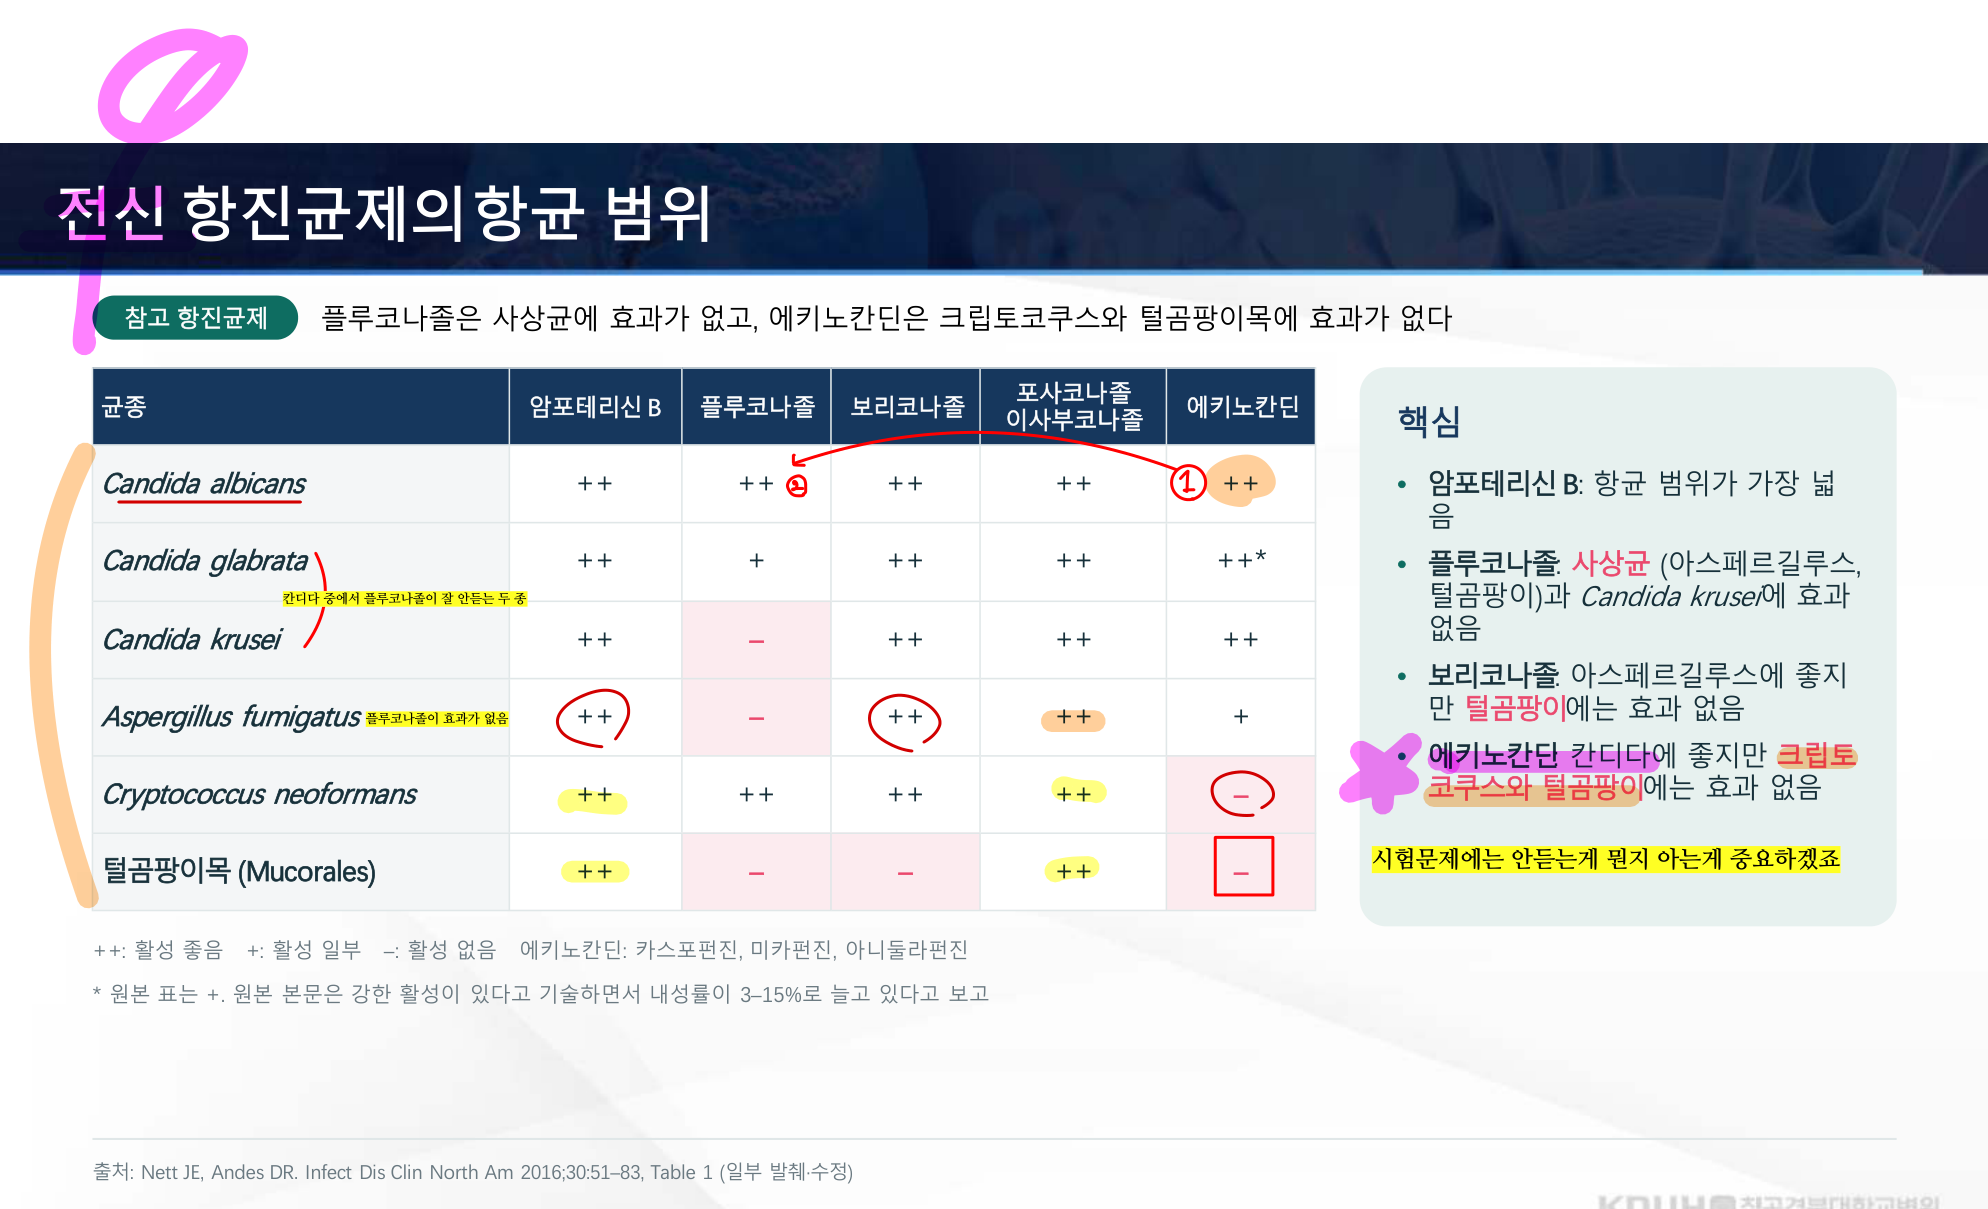 전신 항진균제의 항균 범위
참고 항진균제 플루코나졸은 사상균에 효과가 없고, 에키노칸딘은 크립토코쿠스와 털곰팡이목에 효과가 없다
균종 암포테리신 B 플루코나졸 보리코나졸 포사코나졸 이사부코나졸 에키노칸딘
Candida albicans ++ ++ ② ++ ++ ① ++
Candida glabrata ++ + ++ ++ ++*
칸디다 중에서 플루코나졸이 잘 안듣는 두 종
Candida krusei ++ – ++ ++ ++
Aspergillus fumigatus 플루코나졸이 효과가 없음 ++ – ++ ++ +
Cryptococcus neoformans ++ ++ ++ ++ –
털곰팡이목 (Mucorales) ++ – – ++ –
++: 활성 좋음 +: 활성 일부 –: 활성 없음 에키노칸딘: 카스포펀진, 미카펀진, 아니둘라펀진
* 원본 표는 +. 원본 본문은 강한 활성이 있다고 기술하면서 내성률이 3–15%로 늘고 있다고 보고
핵심
• 암포테리신 B: 항균 범위가 가장 넓
음
• 플루코나졸: 사상균 (아스페르길루스,
털곰팡이)과 Candida krusei에 효과
없음
• 보리코나졸: 아스페르길루스에 좋지
만 털곰팡이에는 효과 없음
• 에키노칸딘 칸디다에 좋지만 크립토
코쿠스와 털곰팡이에는 효과 없음
시험문제에는 안듣는게 뭔지 아는게 중요하겠죠
출처: Nett JE, Andes DR. Infect Dis Clin North Am 2016;30:51–83, Table 1 (일부 발췌·수정)
KNUH 칠곡경북대학교병원